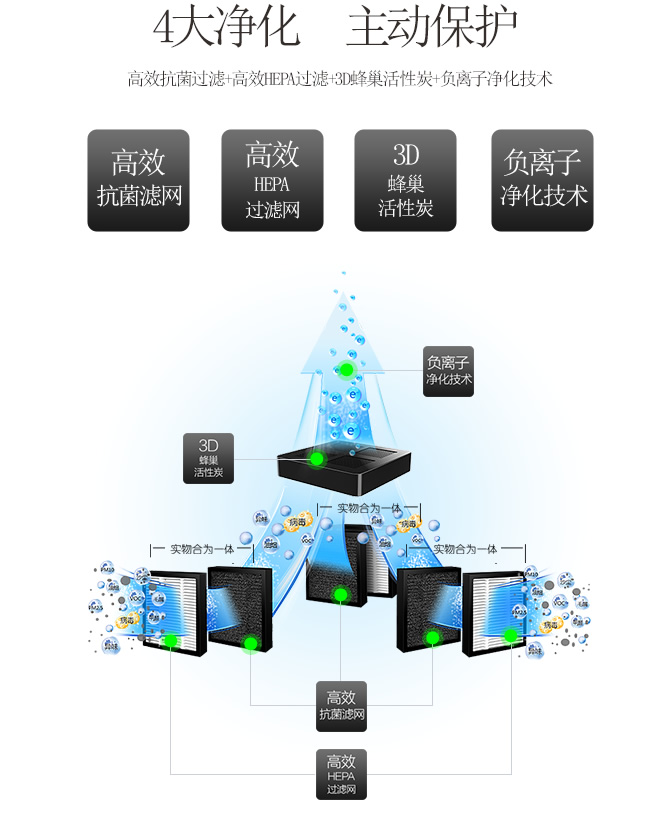 4大净化 主动保护
高效抗菌过滤+高效HEPA过滤+3D蜂巢活性炭+负离子净化技术
高效
抗菌滤网
高效
HEPA
过滤网
3D
蜂巢
活性炭
负离子
净化技术
负离子
净化技术
3D
蜂巢
活性炭
实物合为一体
病毒
病毒
VOC
实物合为一体
实物合为一体
PM2.5
VOC
病毒
VOC
PM2.5
病毒
高效
抗菌滤网
高效
HEPA
过滤网